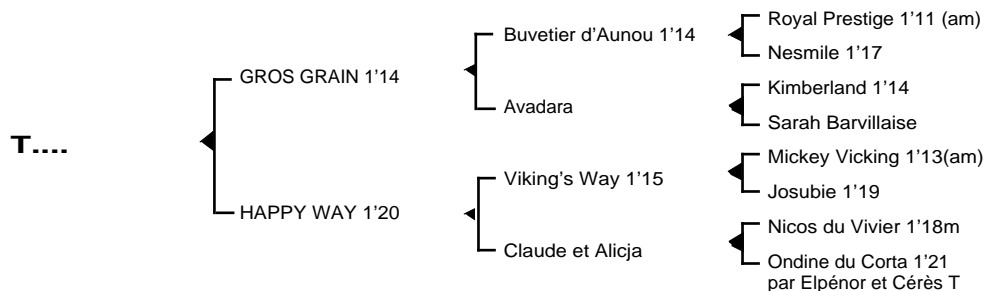 T....
GROS GRAIN 1'14
HAPPY WAY 1'20
Buvetier d'Aunou 1'14
Avadara
Viking's Way 1'15
Claude et Alicja
Royal Prestige 1'11 (am)
Nesmile 1'17
Kimberland 1'14
Sarah Barvillaise
Mickey Vicking 1'13(am)
Josubie 1'19
Nicos du Vivier 1'18m
Ondine du Corta 1'21
par Elpénor et Cérès T